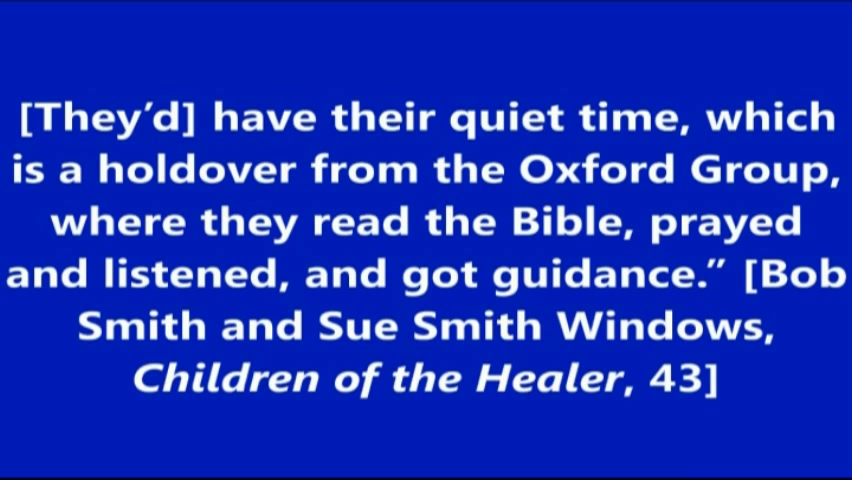 [They’d] have their quiet time, which
is a holdover from the Oxford Group,
where they read the Bible, prayed
and listened, and got guidance.” [Bob
Smith and Sue Smith Windows,
Children of the Healer, 43]